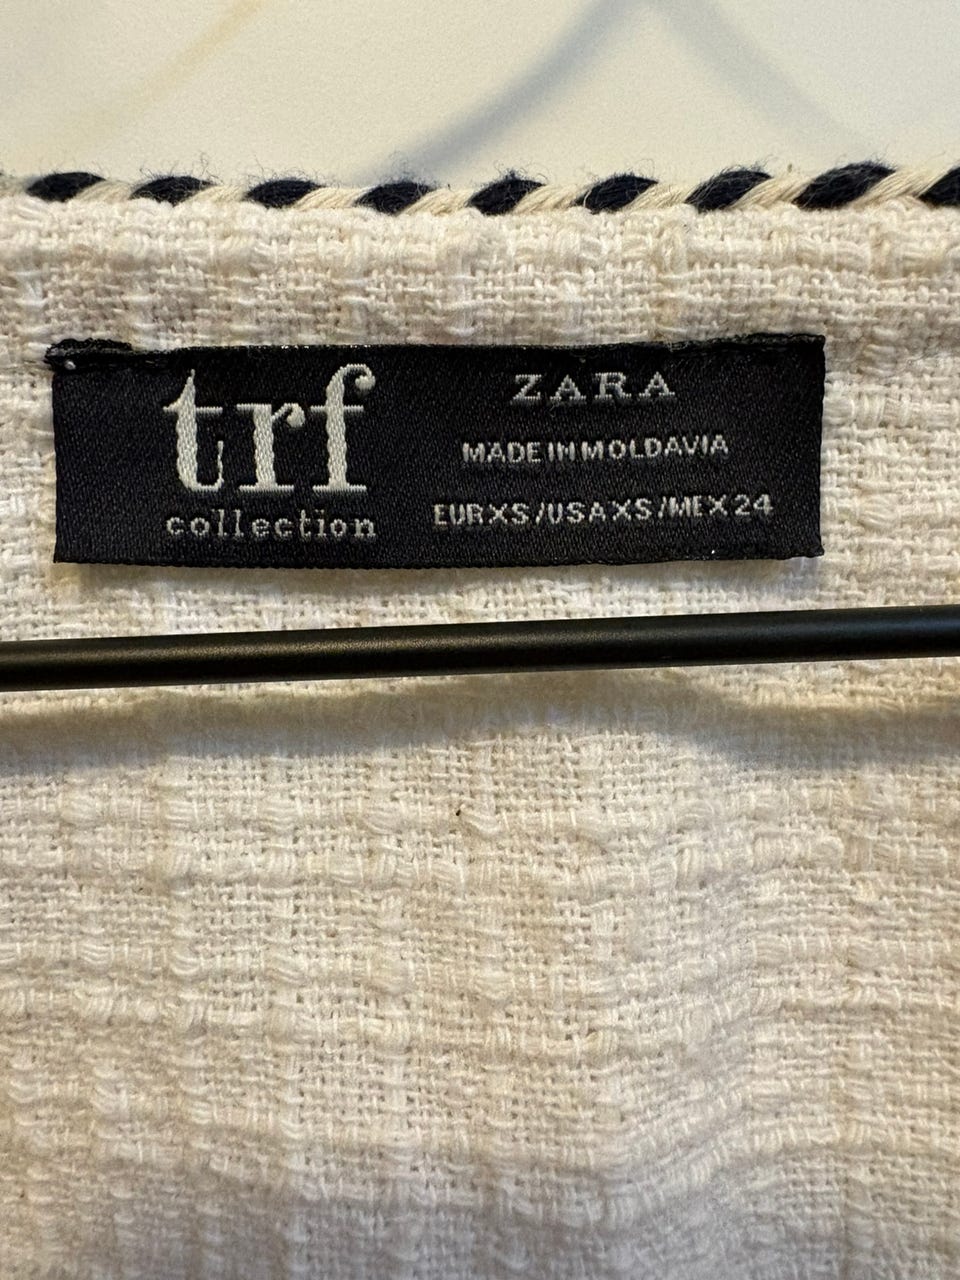 trf
collection
ZARA
MADE IN MOLDAVIA
EUR XS / USA XS / MEX 24